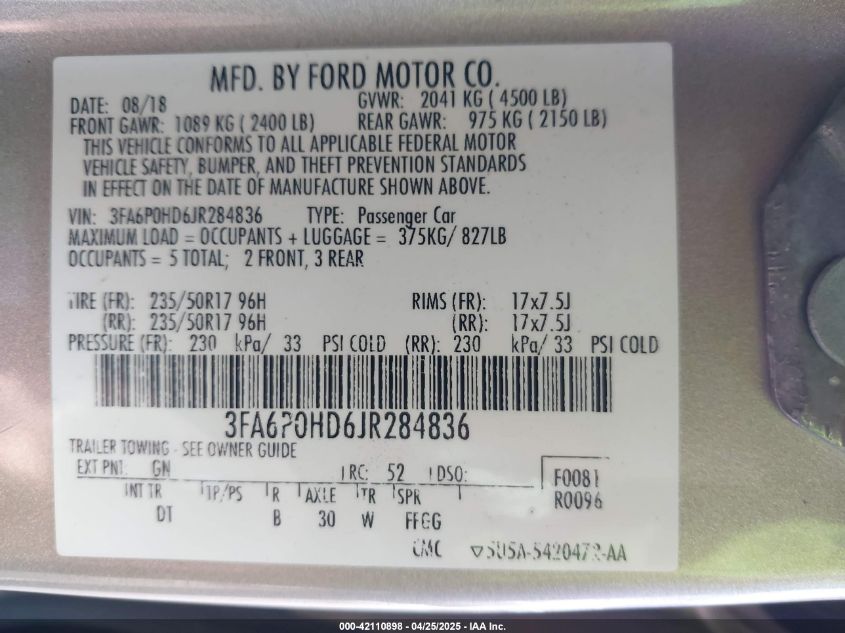 MFD. BY FORD MOTOR CO.
DATE: 08/18 GVWR: 2041 KG ( 4500 LB)
FRONT GAWR: 1089 KG ( 2400 LB) REAR GAWR: 975 KG ( 2150 LB)
THIS VEHICLE CONFORMS TO ALL APPLICABLE FEDERAL MOTOR
VEHICLE SAFETY, BUMPER, AND THEFT PREVENTION STANDARDS
IN EFFECT ON THE DATE OF MANUFACTURE SHOWN ABOVE.
VIN: 3FA6P0HD6JR284836 TYPE: Passenger Car
MAXIMUM LOAD = OCCUPANTS + LUGGAGE = 375KG/ 827LB
OCCUPANTS = 5 TOTAL; 2 FRONT, 3 REAR
TIRE (FR): 235/50R17 96H RIMS (FR): 17x7.5J
(RR): 235/50R17 96H (RR): 17x7.5J
PRESSURE (FR): 230 kPa/ 33 PSI COLD (RR): 230 kPa/ 33 PSI COLD
3FA6P0HD6JR284836
TRAILER TOWING - SEE OWNER GUIDE
EXT PNT: GN RC: 52 DSO: F0081
INT TR TP/PS R AXLE TR SPR R0096
DT B 30 W FFGG
CMC ▽5U5A-5420472-AA
000-42110898 - 04/25/2025 - IAA Inc.